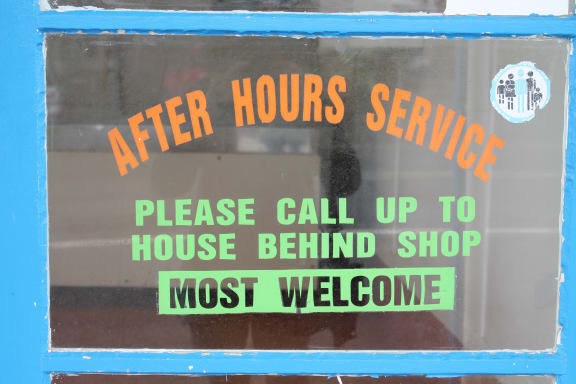 AFTER HOURS SERVICE
PLEASE CALL UP TO
HOUSE BEHIND SHOP
MOST WELCOME